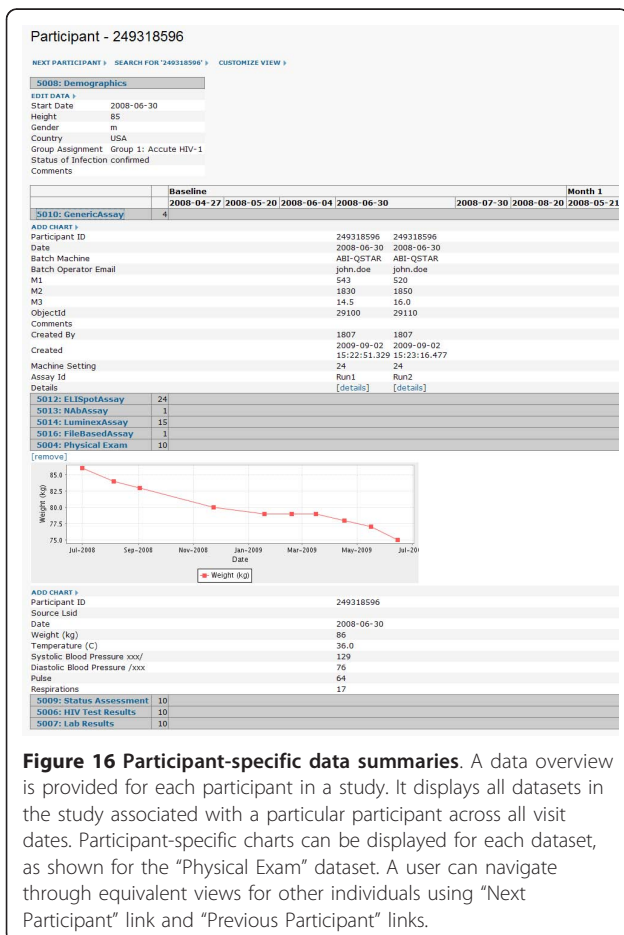 Participant - 249318596
NEXT PARTICIPANT > SEARCH FOR '249318596' > CUSTOMIZE VIEW >
5008: Demographics
EDIT DATA >
Start Date 2008-06-30
Height 85
Gender m
Country USA
Group Assignment Group 1: Accute HIV-1
Status of Infection confirmed
Comments
Baseline Month 1
2008-04-27 2008-05-20 2008-06-04 2008-06-30 2008-07-30 2008-08-20 2008-05-21
5010: GenericAssay 4
ADD CHART >
Participant ID 249318596 249318596
Date 2008-06-30 2008-06-30
Batch Machine ABI-QSTAR ABI-QSTAR
Batch Operator Email john.doe john.doe
M1 543 520
M2 1830 1850
M3 14.5 16.0
ObjectId 29100 29110
Comments
Created By 1807 1807
Created 2009-09-02 15:22:51.329 2009-09-02 15:23:16.477
Machine Setting 24 24
Assay Id Run1 Run2
Details [details] [details]
5012: ELISpotAssay 24
5013: NAbAssay 1
5014: LuminexAssay 15
5016: FileBasedAssay 1
5004: Physical Exam 10
[remove]
85.0
82.5
80.0
77.5
75.0
Weight (kg)
Jul-2008 Sep-2008 Nov-2008 Jan-2009 Mar-2009 May-2009 Jul-20
Date
Weight (kg)
ADD CHART >
Participant ID 249318596
Source Lsid
Date 2008-06-30
Weight (kg) 86
Temperature (C) 36.0
Systolic Blood Pressure xxx/ 129
Diastolic Blood Pressure /xxx 76
Pulse 64
Respirations 17
5009: Status Assessment 10
5006: HIV Test Results 10
5007: Lab Results 10
Figure 16 Participant-specific data summaries. A data overview
is provided for each participant in a study. It displays all datasets in
the study associated with a particular participant across all visit
dates. Participant-specific charts can be displayed for each dataset,
as shown for the "Physical Exam" dataset. A user can navigate
through equivalent views for other individuals using "Next
Participant" link and "Previous Participant" links.